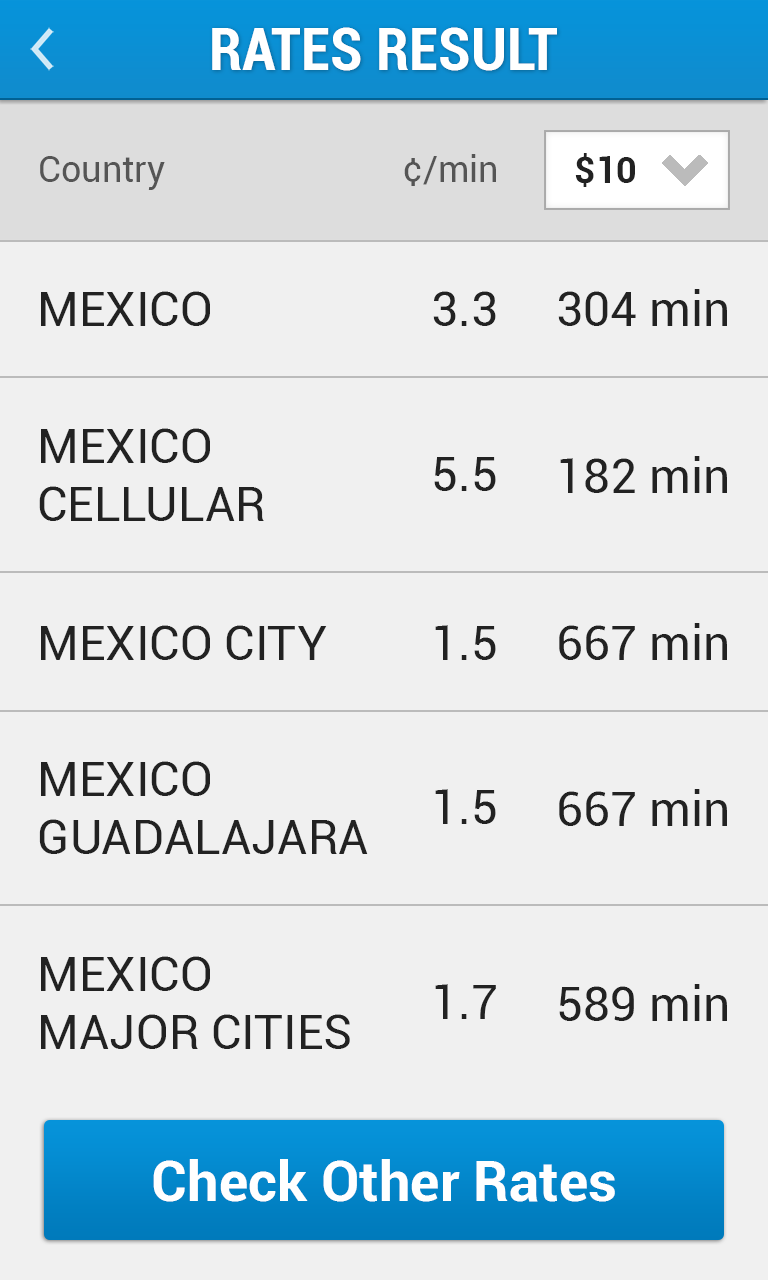 RATES RESULT
Country ¢/min $10
MEXICO 3.3 304 min
MEXICO
CELLULAR 5.5 182 min
MEXICO CITY 1.5 667 min
MEXICO
GUADALAJARA 1.5 667 min
MEXICO
MAJOR CITIES 1.7 589 min
Check Other Rates